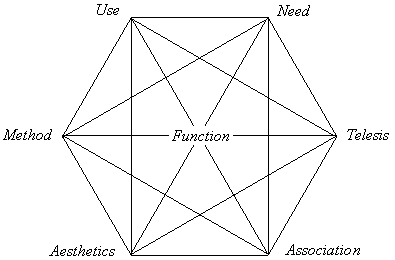 Use
Need
Method
Function
Telesis
Aesthetics
Association